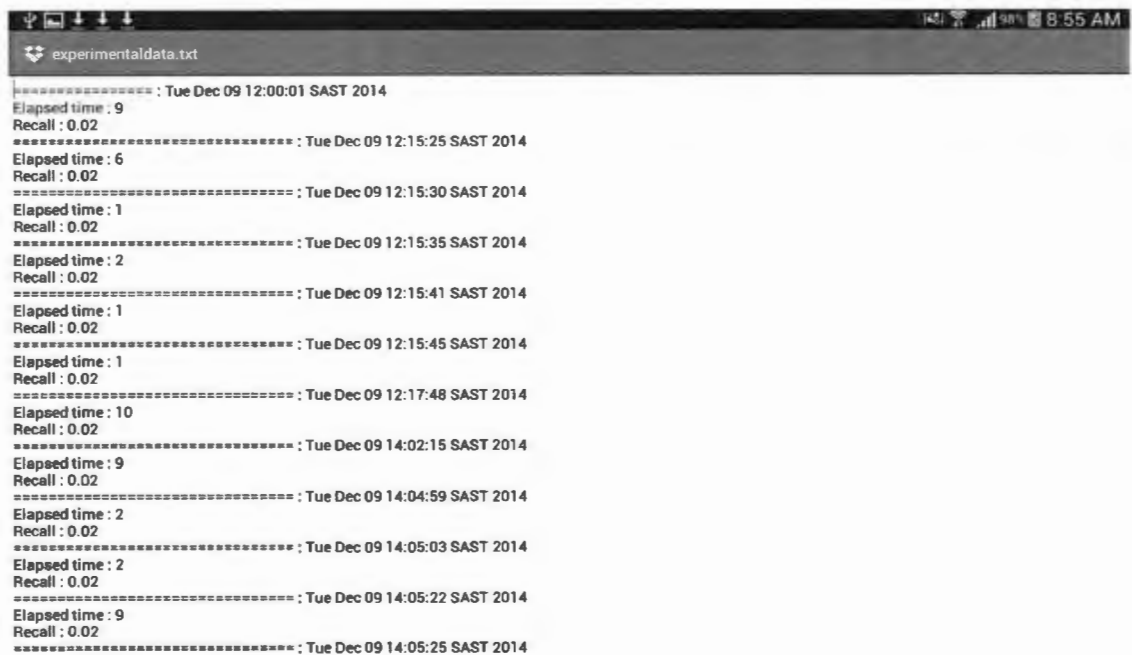 98% 8:55 AM
experimentaldata.txt
================ : Tue Dec 09 12:00:01 SAST 2014
Elapsed time : 9
Recall : 0.02
================================ : Tue Dec 09 12:15:25 SAST 2014
Elapsed time : 6
Recall : 0.02
================================ : Tue Dec 09 12:15:30 SAST 2014
Elapsed time : 1
Recall : 0.02
================================ : Tue Dec 09 12:15:35 SAST 2014
Elapsed time : 2
Recall : 0.02
================================ : Tue Dec 09 12:15:41 SAST 2014
Elapsed time : 1
Recall : 0.02
================================ : Tue Dec 09 12:15:45 SAST 2014
Elapsed time : 1
Recall : 0.02
================================ : Tue Dec 09 12:17:48 SAST 2014
Elapsed time : 10
Recall : 0.02
================================ : Tue Dec 09 14:02:15 SAST 2014
Elapsed time : 9
Recall : 0.02
================================ : Tue Dec 09 14:04:59 SAST 2014
Elapsed time : 2
Recall : 0.02
================================ : Tue Dec 09 14:05:03 SAST 2014
Elapsed time : 2
Recall : 0.02
================================ : Tue Dec 09 14:05:22 SAST 2014
Elapsed time : 9
Recall : 0.02
================================ : Tue Dec 09 14:05:25 SAST 2014